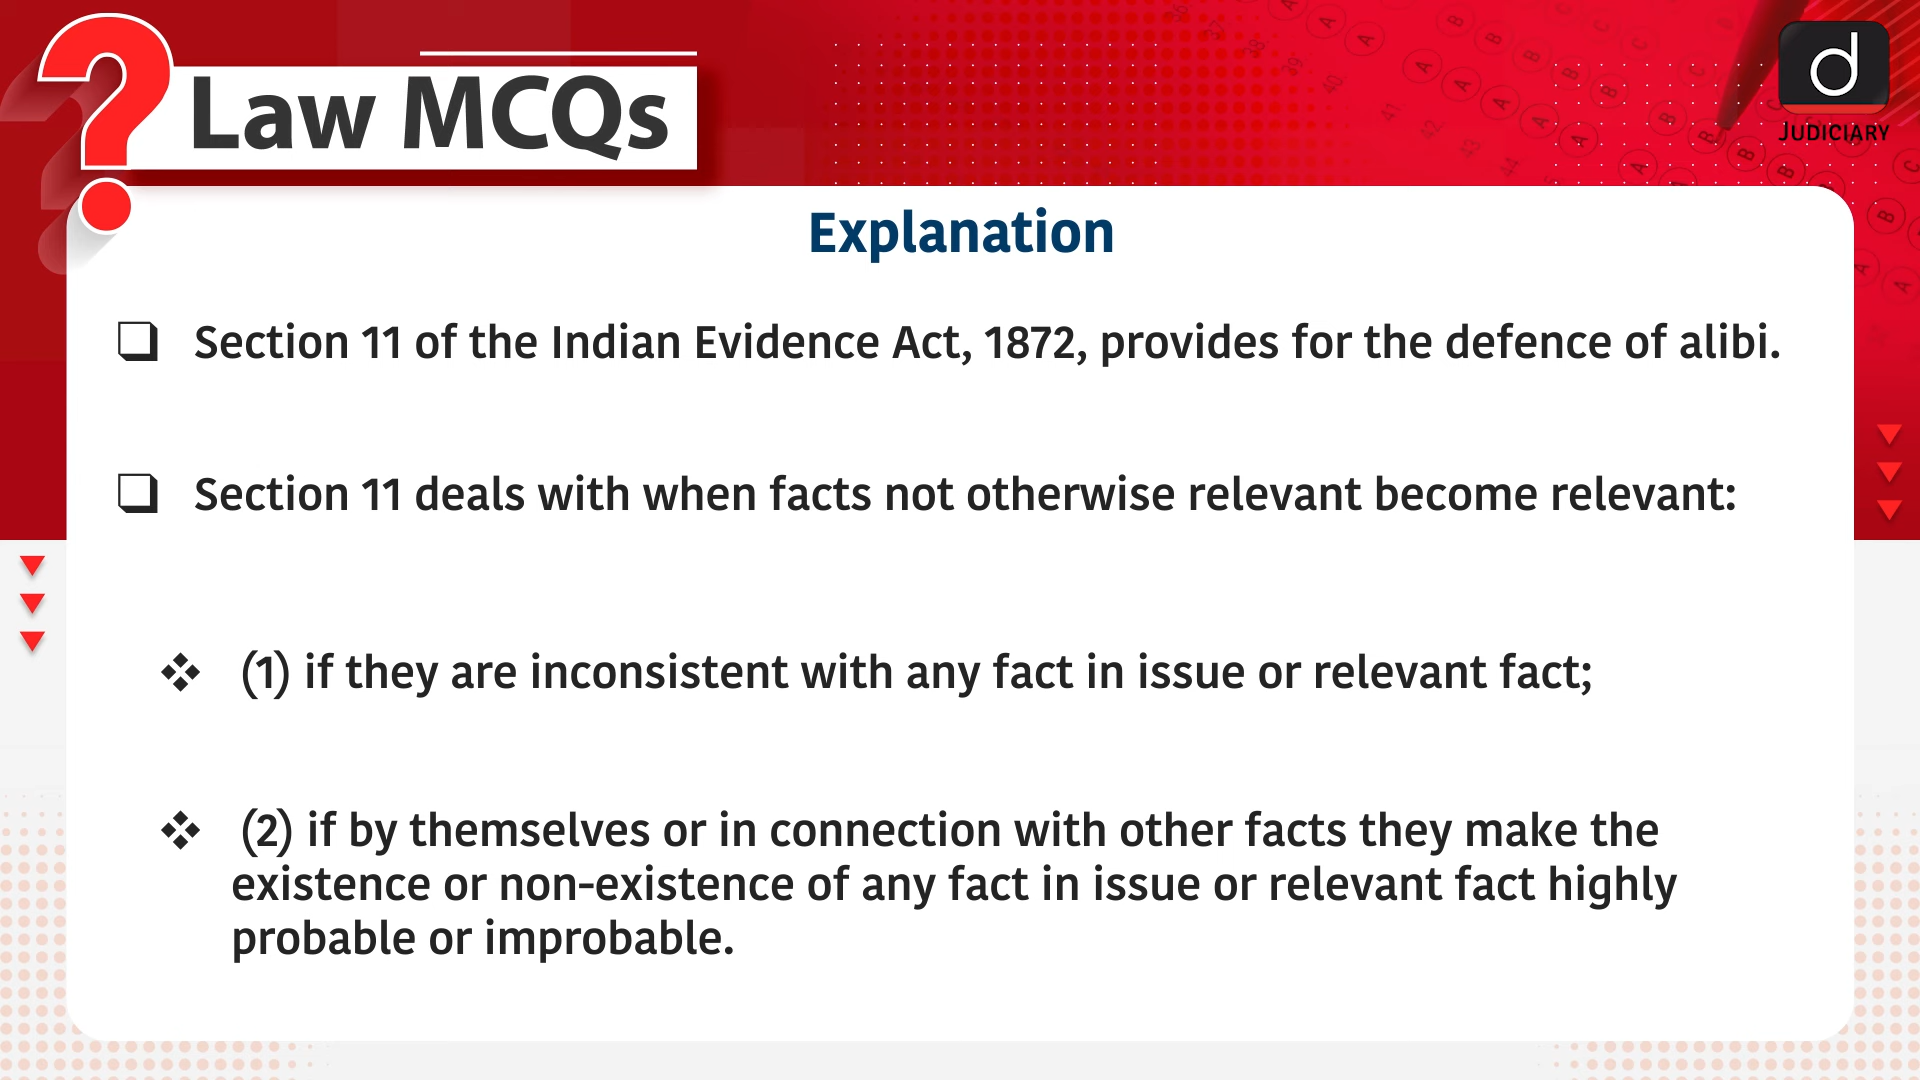 Law MCQs
d
JUDICIARY
Explanation
Section 11 of the Indian Evidence Act, 1872, provides for the defence of alibi.
Section 11 deals with when facts not otherwise relevant become relevant:
(1) if they are inconsistent with any fact in issue or relevant fact;
(2) if by themselves or in connection with other facts they make the
existence or non-existence of any fact in issue or relevant fact highly
probable or improbable.